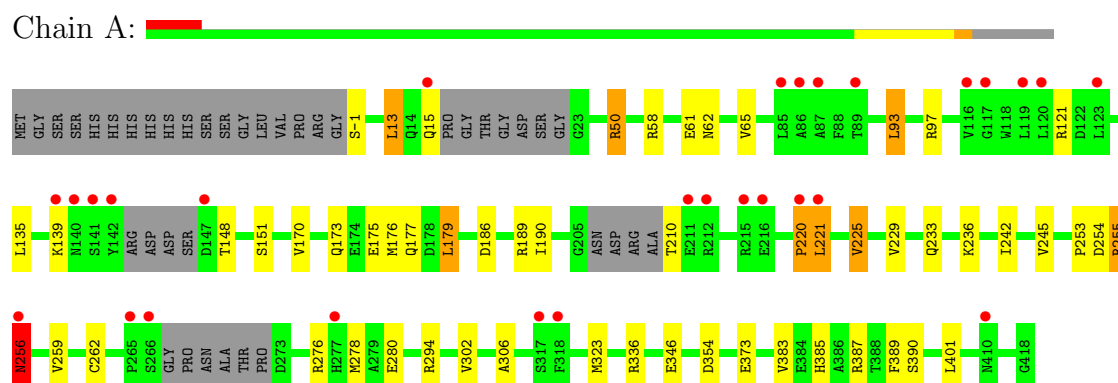 Chain A:
MET GLY SER SER HIS HIS HIS HIS HIS HIS SER SER GLY LEU VAL PRO ARG GLY S-1 L13 Q14 Q15 PRO GLY THR GLY ASP SER GLY G23 R50 R58 E61 N62 V65 L85 A86 A87 F88 T89 L93 R97 V116 G117 W118 L119 L120 R121 D122 L123
L135 K139 N140 S141 Y142 ARG ASP ASP SER D147 T148 S151 V170 Q173 E174 E175 M176 Q177 D178 L179 D186 R189 I190 G205 ASN ASP ARG ALA T210 E211 R212 R215 E216 P220 L221 V225 V229 Q233 K236 I242 V245 P253 D254 R255
N256 V259 C262 P265 S266 GLY PRO ASN ALA THR PRO D273 R276 H277 M278 A279 E280 R294 V302 A306 S317 F318 M323 R336 E346 D354 E373 V383 E384 H385 A386 R387 T388 F389 S390 L401 N410 G418